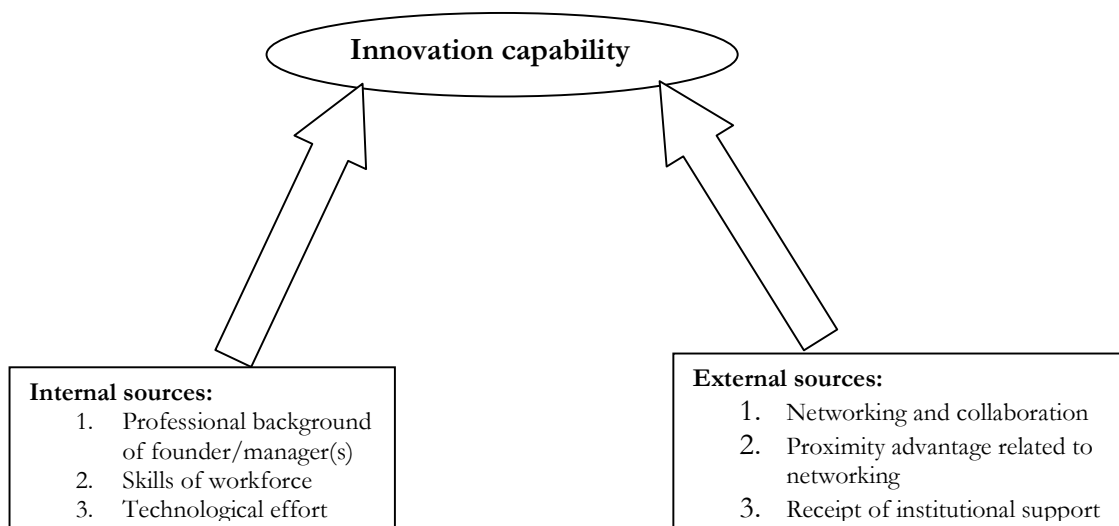 Innovation capability
Internal sources:
1. Professional background
of founder/manager(s)
2. Skills of workforce
3. Technological effort
External sources:
1. Networking and collaboration
2. Proximity advantage related to
networking
3. Receipt of institutional support